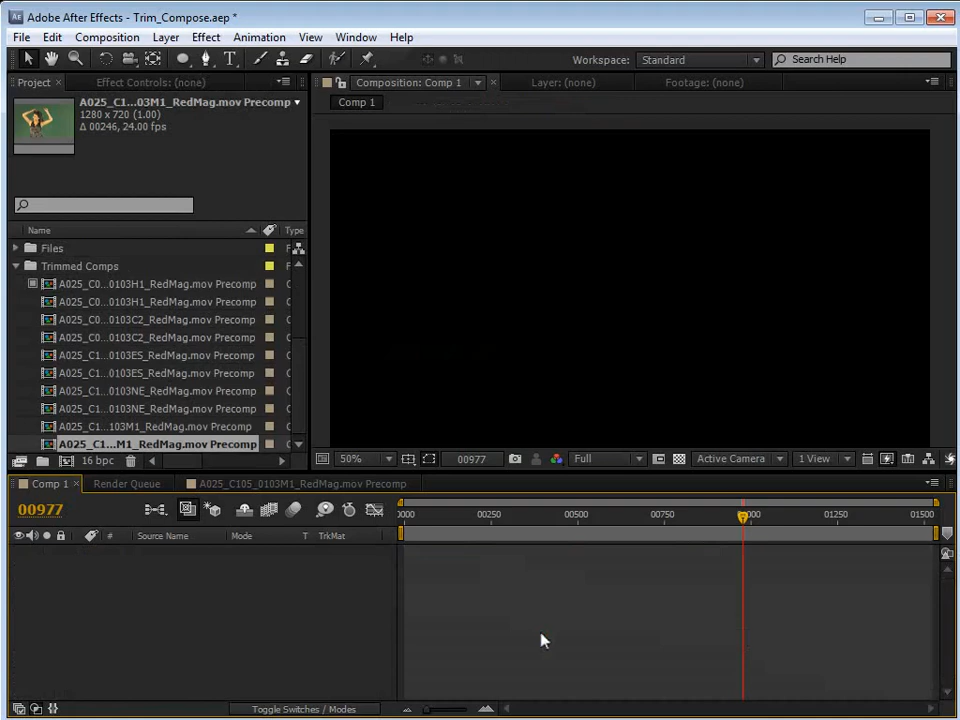 Adobe After Effects - Trim_Compose.aep *
File Edit Composition Layer Effect Animation View Window Help
Workspace: Standard Search Help
Project × Effect Controls: (none) Composition: Comp 1 × Layer: (none) Footage: (none)
A025_C1...03M1_RedMag.mov Precomp
Comp 1
1280 x 720 (1.00)
Δ 00246, 24.00 fps
Name Type
Files F
Trimmed Comps F
A025_C0...0103H1_RedMag.mov Precomp C
A025_C0...0103H1_RedMag.mov Precomp C
A025_C0...0103C2_RedMag.mov Precomp C
A025_C0...0103C2_RedMag.mov Precomp C
A025_C1...0103ES_RedMag.mov Precomp C
A025_C1...0103ES_RedMag.mov Precomp C
A025_C1...0103NE_RedMag.mov Precomp C
A025_C1...0103NE_RedMag.mov Precomp C
A025_C1...103M1_RedMag.mov Precomp C
A025_C1...M1_RedMag.mov Precomp C
16 bpc 50% 00977 Full Active Camera 1 View
Comp 1 × Render Queue A025_C105_0103M1_RedMag.mov Precomp
00977 0000 00250 00500 00750 000 01250 01500
# Source Name Mode T TrkMat
Toggle Switches / Modes